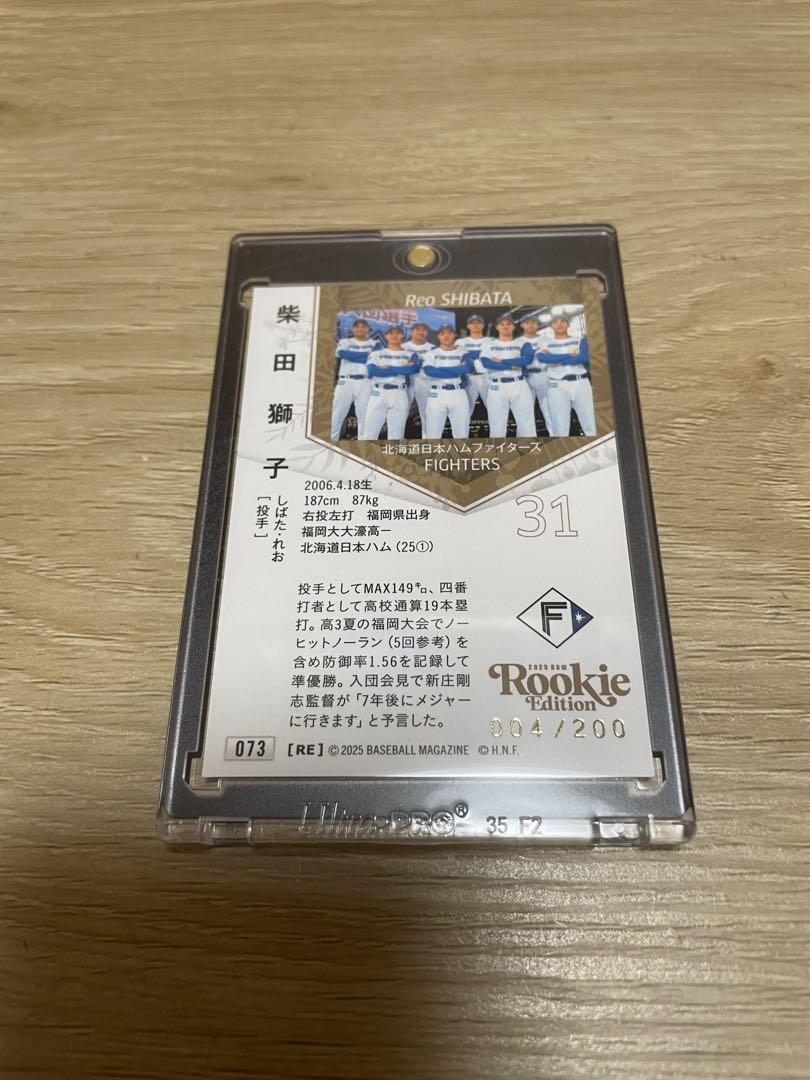 Reo SHIBATA
柴田獅子
しばた・れお
[投手]
北海道日本ハムファイターズ
FIGHTERS
2006.4.18生
187cm 87kg
右投左打 福岡県出身
福岡大大濠高ー
北海道日本ハム (25①)
31
投手としてMAX149㌔、四番
打者として高校通算19本塁
打。高3夏の福岡大会でノー
ヒットノーラン (5回参考) を
含め防御率1.56を記録して
準優勝。入団会見で新庄剛
志監督が「7年後にメジャー
に行きます」と予言した。
F
2025 BBM
Rookie
Edition
004/200
073 [RE] © 2025 BASEBALL MAGAZINE © H.N.F.
Ultra•PRO® 35 F2